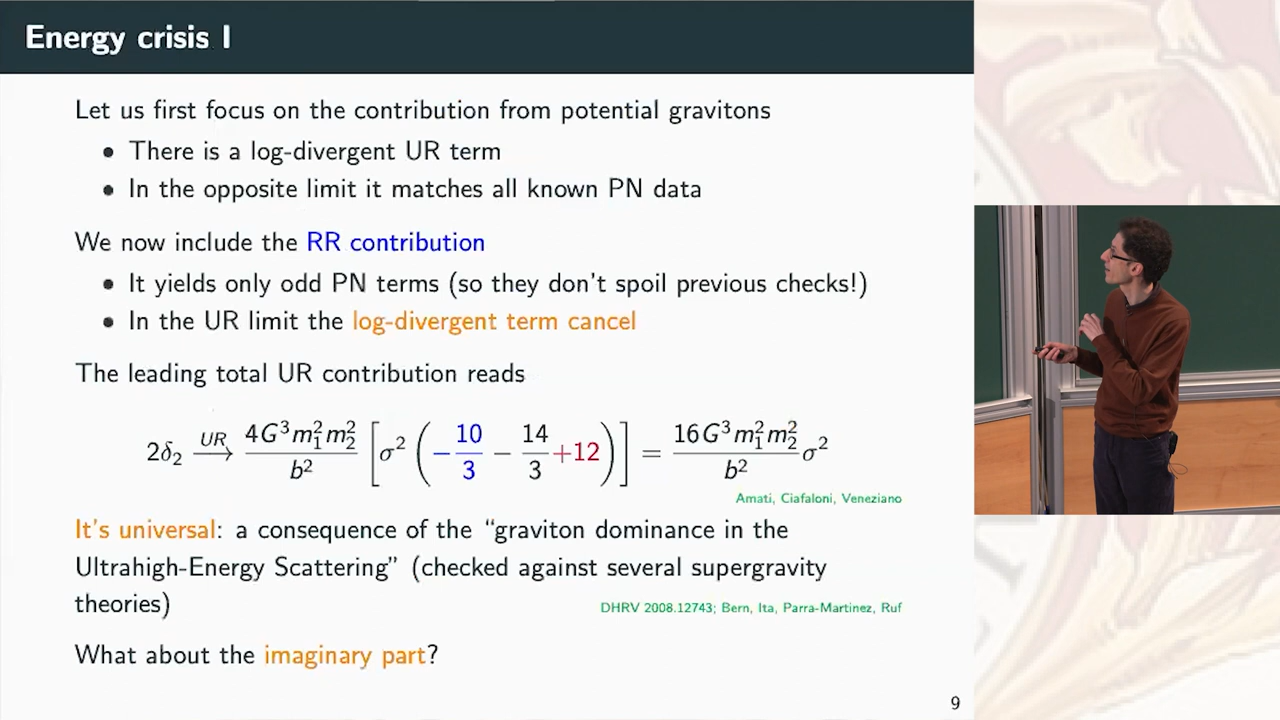 Energy crisis I
Let us first focus on the contribution from potential gravitons
• There is a log-divergent UR term
• In the opposite limit it matches all known PN data
We now include the RR contribution
• It yields only odd PN terms (so they don't spoil previous checks!)
• In the UR limit the log-divergent term cancel
The leading total UR contribution reads
2δ₂ —UR→ 4G³m₁²m₂²/b² [σ² (−10/3 − 14/3 +12)] = 16G³m₁²m₂²/b² σ²
Amati, Ciafaloni, Veneziano
It's universal: a consequence of the “graviton dominance in the
Ultrahigh-Energy Scattering” (checked against several supergravity
theories)
DHRV 2008.12743; Bern, Ita, Parra-Martinez, Ruf
What about the imaginary part?
9